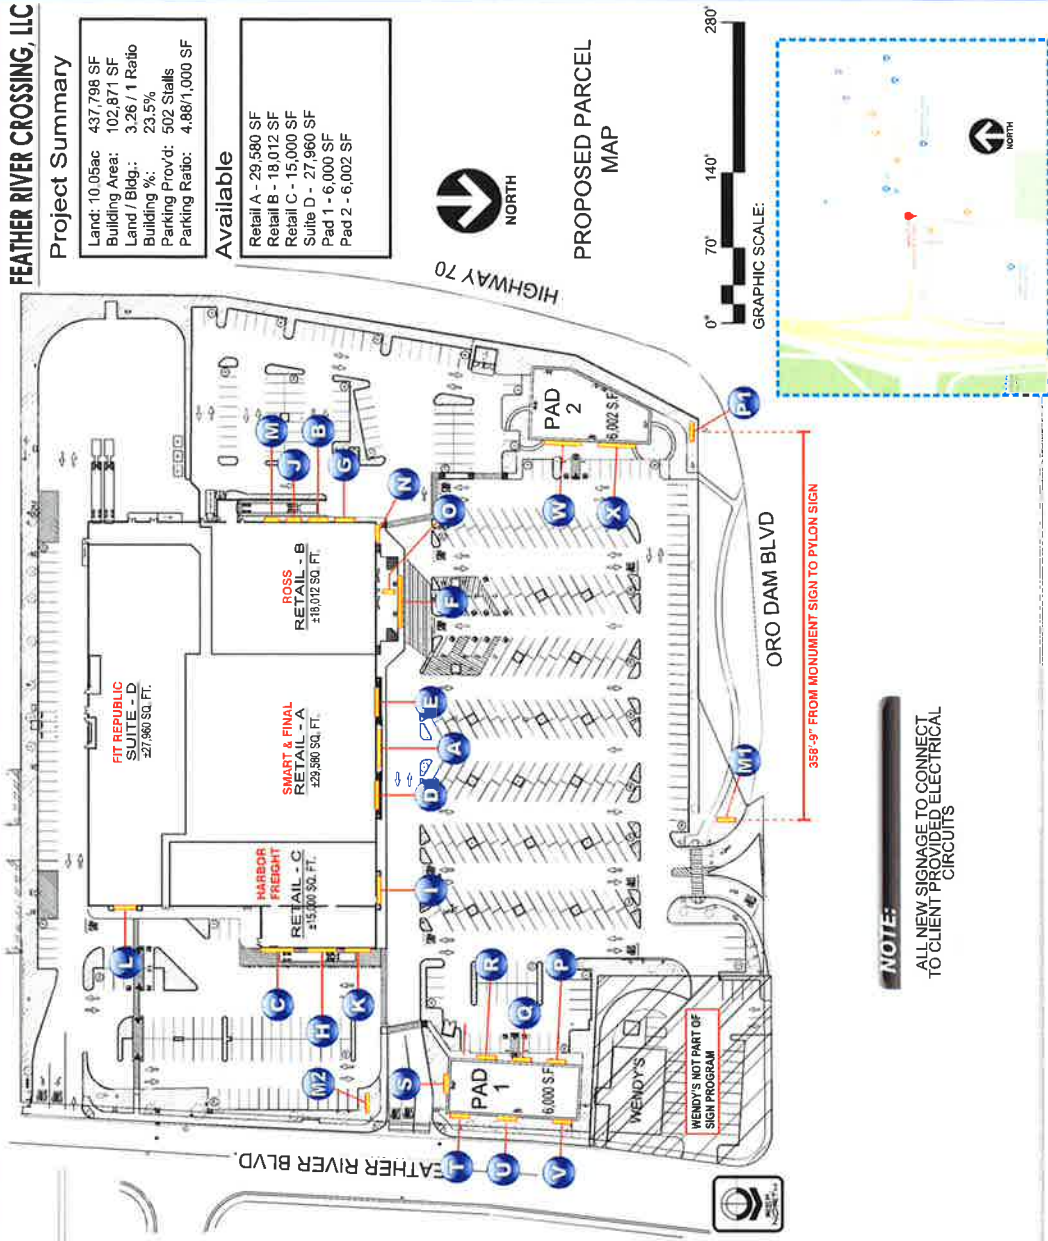 FEATHER RIVER CROSSING, LLC
Project Summary
Land: 10.05ac 437,798 SF
Building Area: 102,871 SF
Land / Bldg.: 3.26 / 1 Ratio
Building %: 23.5%
Parking Prov'd: 502 Stalls
Parking Ratio: 4.88/1,000 SF
Available
Retail A - 29,580 SF
Retail B - 18,012 SF
Retail C - 15,000 SF
Suite D - 27,960 SF
Pad 1 - 6,000 SF
Pad 2 - 6,002 SF
NORTH
PROPOSED PARCEL
MAP
0'
70'
140'
280'
GRAPHIC SCALE:
NORTH
HIGHWAY 70
FIT REPUBLIC
SUITE - D
±27,960 SQ. FT.
ROSS
RETAIL - B
±18,012 SQ. FT.
SMART & FINAL
RETAIL - A
±29,580 SQ. FT.
HARBOR
FREIGHT
RETAIL - C
±15,000 SQ. FT.
M
J
B
G
N
O
F
E
A
D
I
L
C
H
K
M2
S
R
Q
P
T
U
V
W
X
P1
M1
PAD
2
6,002 S.F.
PAD
1
6,000 S.F
WENDY'S
WENDY'S NOT PART OF
SIGN PROGRAM
EATHER RIVER BLVD.
ORO DAM BLVD
358'-9" FROM MONUMENT SIGN TO PYLON SIGN
NOTE:
ALL NEW SIGNAGE TO CONNECT
TO CLIENT PROVIDED ELECTRICAL
CIRCUITS
REF
NORTH